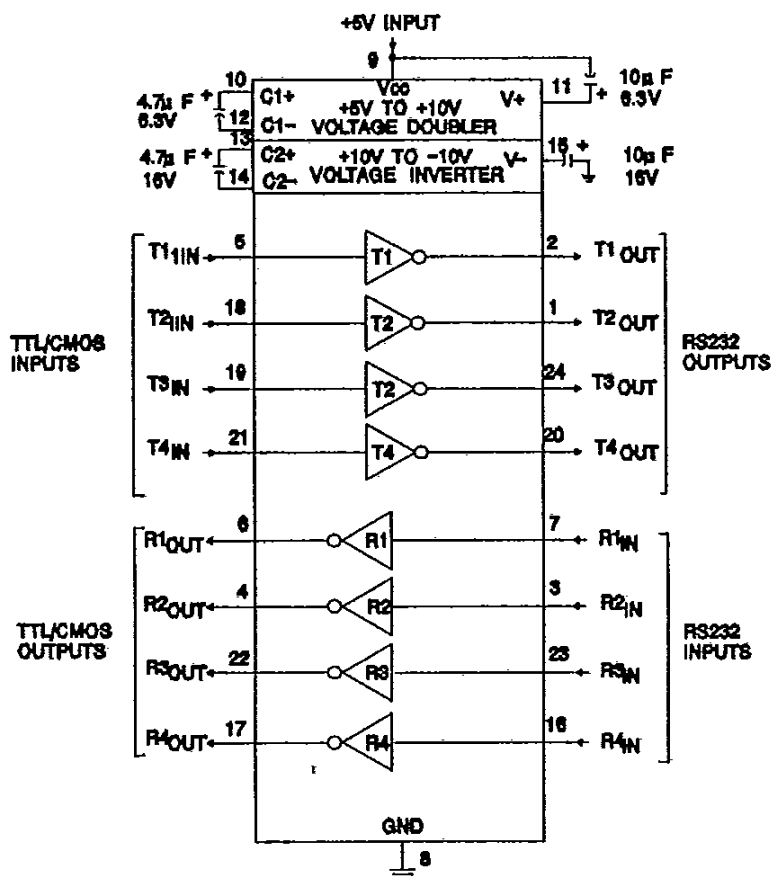 +5V INPUT
9
10 VCC 11
4.7µ F + C1+ V+ 10µ F
6.3V +5V TO +10V + 6.3V
12 C1- VOLTAGE DOUBLER
13
4.7µ F + C2+ +10V TO -10V V- 15 + 10µ F
16V 14 C2- VOLTAGE INVERTER 16V
T11IN 5 T1 2 T1OUT
T2IIN 18 T2 1 T2OUT
TTL/CMOS RS232
INPUTS OUTPUTS
T3IN 19 T2 24 T3OUT
T4IN 21 T4 20 T4OUT
R1OUT 6 R1 7 R1IN
R2OUT 4 R2 3 R2IN
TTL/CMOS RS232
OUTPUTS INPUTS
R3OUT 22 R3 23 R3IN
R4OUT 17 R4 16 R4IN
GND
8